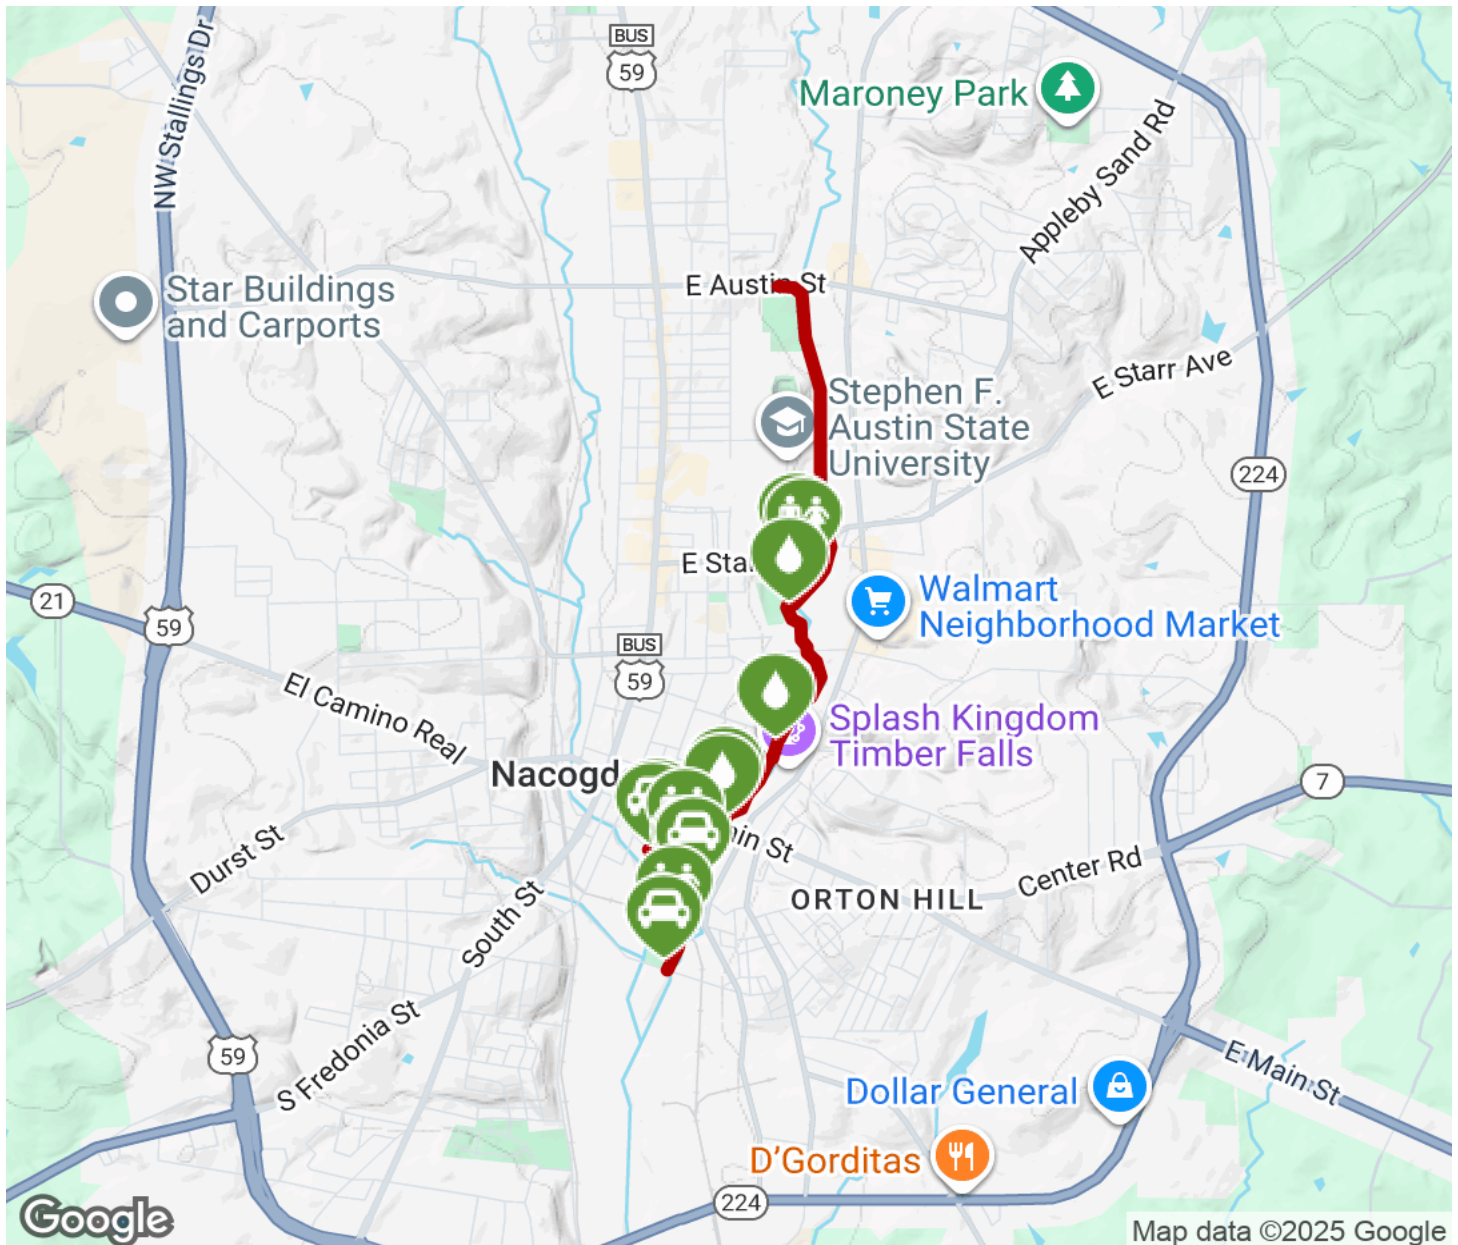 BUS
59
NW Stallings Dr
Maroney Park
Appleby Sand Rd
E Austin St
Star Buildings
and Carports
E Starr Ave
Stephen F.
Austin State
University
224
E Sta
21
59
Walmart
Neighborhood Market
BUS
59
El Camino Real
Splash Kingdom
Timber Falls
Nacogd
7
Durst St
in St
Center Rd
ORTON HILL
South St
S Fredonia St
59
E Main St
Dollar General
D'Gorditas
224
Google
Map data ©2025 Google